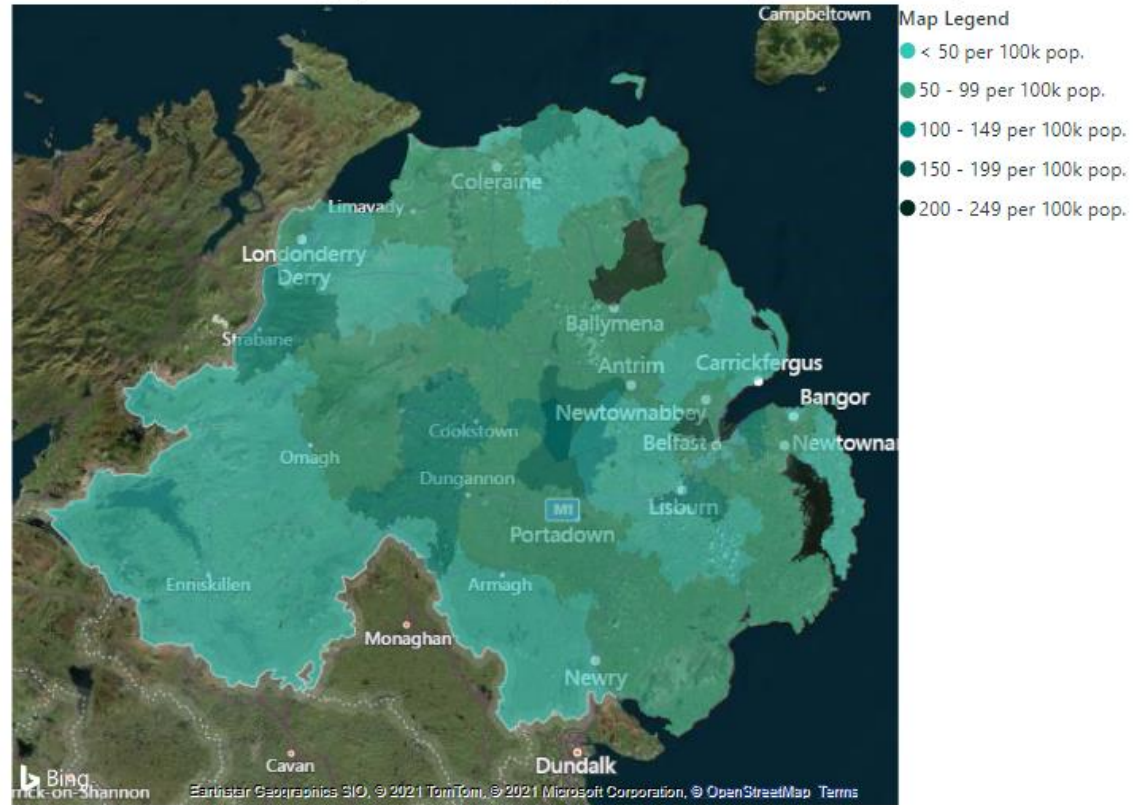 Campbeltown
Map Legend
< 50 per 100k pop.
50 - 99 per 100k pop.
100 - 149 per 100k pop.
150 - 199 per 100k pop.
200 - 249 per 100k pop.
Coleraine
Limavady
Londonderry
Derry
Strabane
Ballymena
Antrim
Carrickfergus
Bangor
Newtownabbey
Cookstown
Belfast
Newtownar
Omagh
Dungannon
Lisburn
M1
Portadown
Enniskillen
Armagh
Monaghan
Newry
Cavan
Dundalk
Bing
rrick-on-Shannon
Earthstar Geographics SIO, © 2021 TomTom, © 2021 Microsoft Corporation, © OpenStreetMap Terms